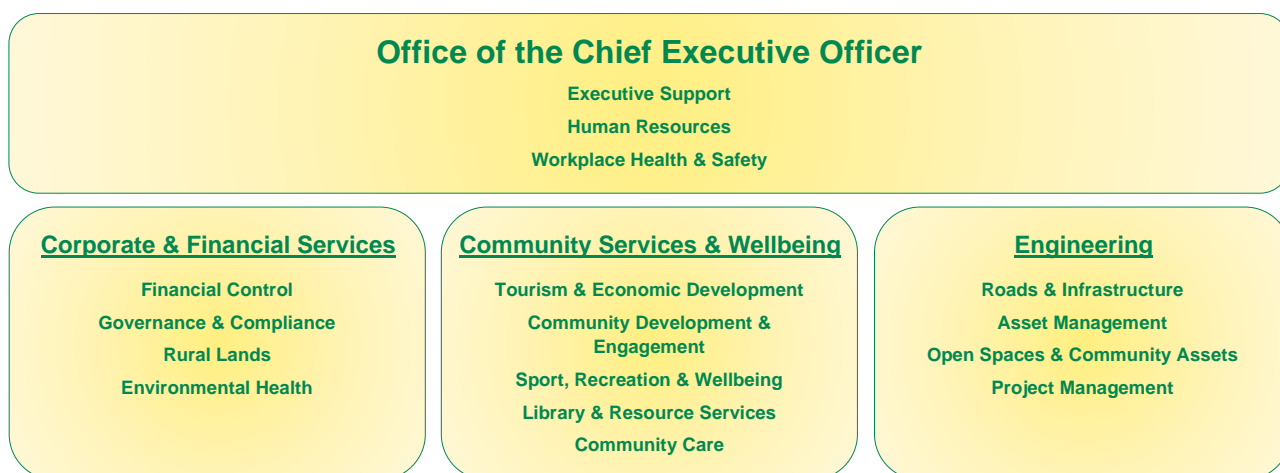 Office of the Chief Executive Officer
Executive Support
Human Resources
Workplace Health & Safety
Corporate & Financial Services
Financial Control
Governance & Compliance
Rural Lands
Environmental Health
Community Services & Wellbeing
Tourism & Economic Development
Community Development &
Engagement
Sport, Recreation & Wellbeing
Library & Resource Services
Community Care
Engineering
Roads & Infrastructure
Asset Management
Open Spaces & Community Assets
Project Management